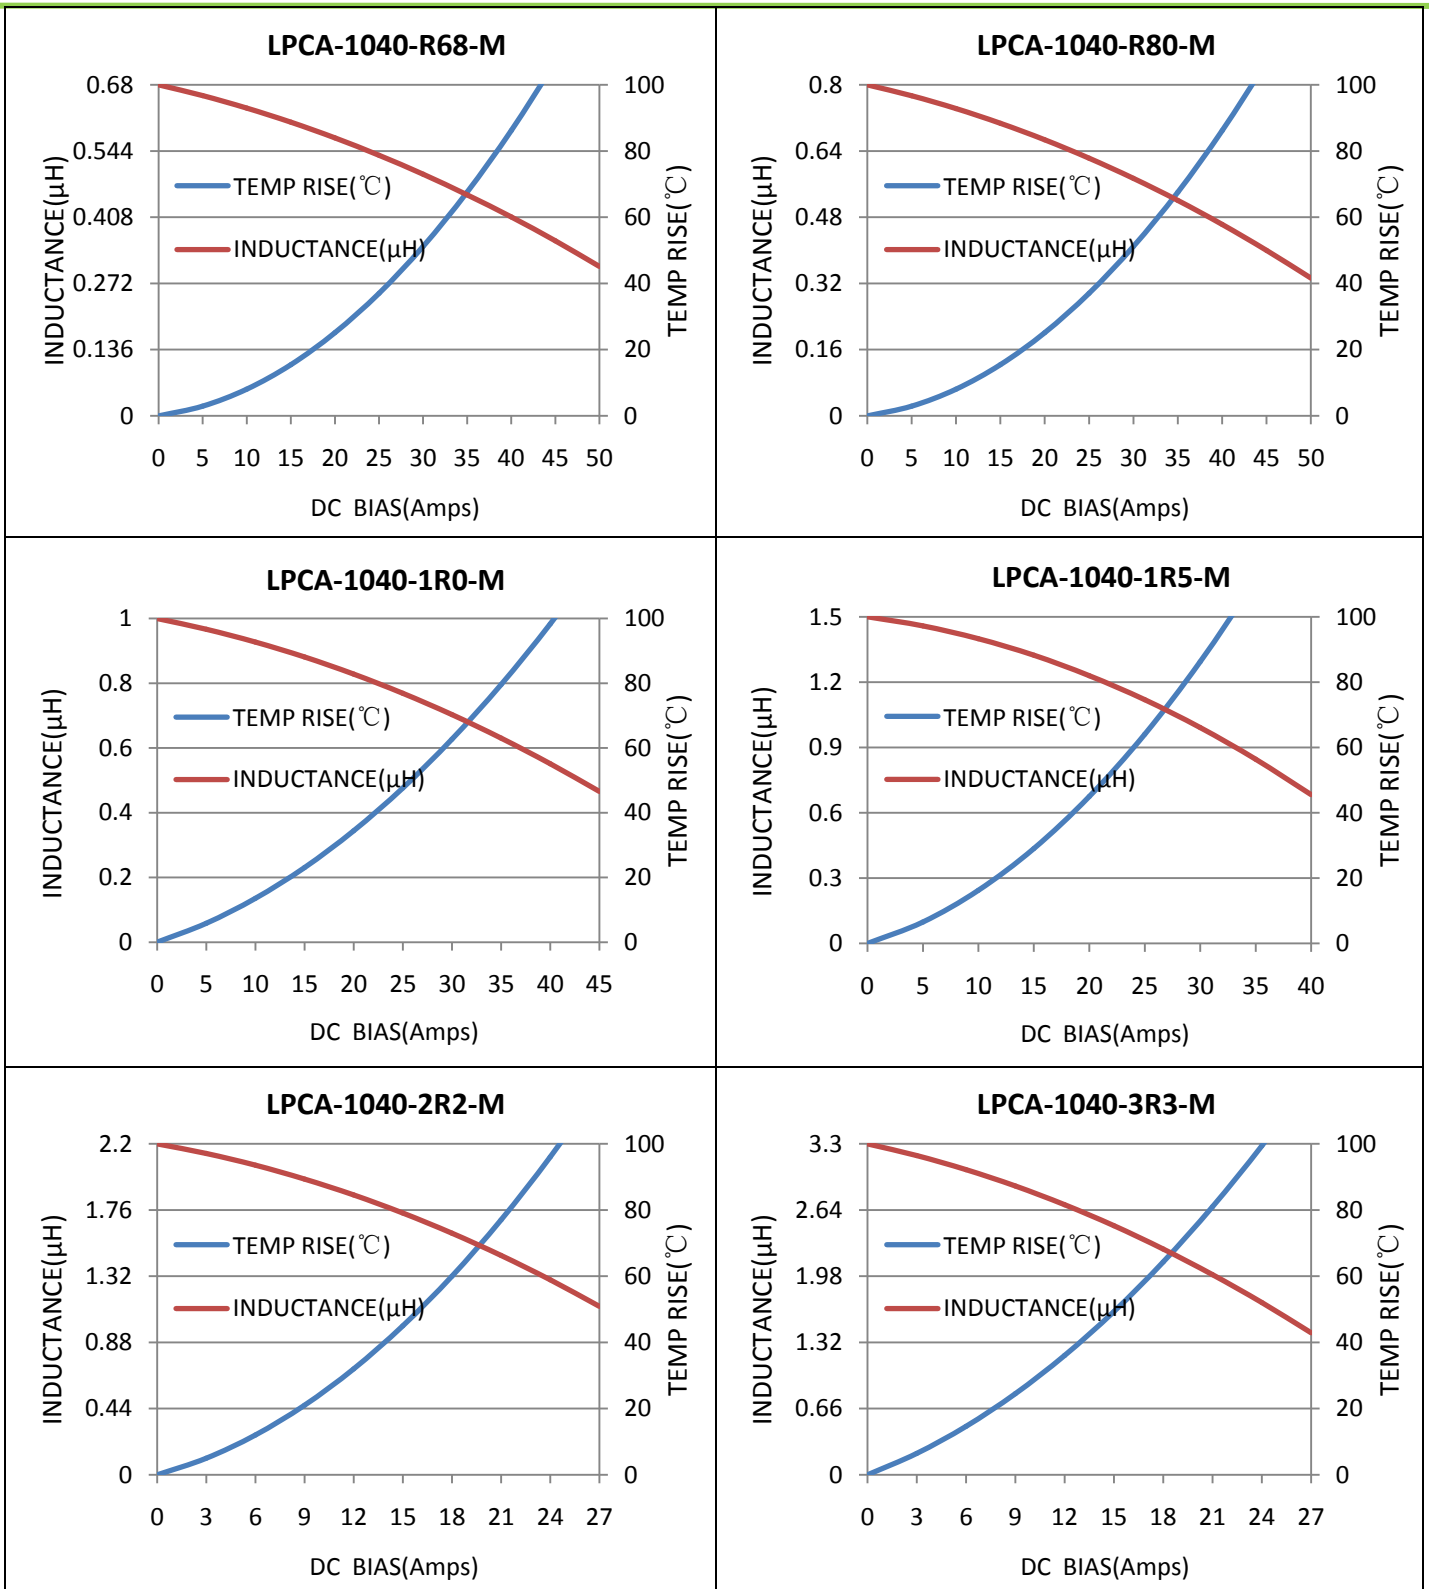 LPCA-1040-R68-M
INDUCTANCE(μH)
0.68
0.544
0.408
0.272
0.136
0
TEMP RISE(℃)
INDUCTANCE(μH)
100
80
60
40
20
0
TEMP RISE(℃)
0 5 10 15 20 25 30 35 40 45 50
DC BIAS(Amps)
LPCA-1040-R80-M
INDUCTANCE(μH)
0.8
0.64
0.48
0.32
0.16
0
TEMP RISE(℃)
INDUCTANCE(μH)
100
80
60
40
20
0
TEMP RISE(℃)
0 5 10 15 20 25 30 35 40 45 50
DC BIAS(Amps)
LPCA-1040-1R0-M
INDUCTANCE(μH)
1
0.8
0.6
0.4
0.2
0
TEMP RISE(℃)
INDUCTANCE(μH)
100
80
60
40
20
0
TEMP RISE(℃)
0 5 10 15 20 25 30 35 40 45
DC BIAS(Amps)
LPCA-1040-1R5-M
INDUCTANCE(μH)
1.5
1.2
0.9
0.6
0.3
0
TEMP RISE(℃)
INDUCTANCE(μH)
100
80
60
40
20
0
TEMP RISE(℃)
0 5 10 15 20 25 30 35 40
DC BIAS(Amps)
LPCA-1040-2R2-M
INDUCTANCE(μH)
2.2
1.76
1.32
0.88
0.44
0
TEMP RISE(℃)
INDUCTANCE(μH)
100
80
60
40
20
0
TEMP RISE(℃)
0 3 6 9 12 15 18 21 24 27
DC BIAS(Amps)
LPCA-1040-3R3-M
INDUCTANCE(μH)
3.3
2.64
1.98
1.32
0.66
0
TEMP RISE(℃)
INDUCTANCE(μH)
100
80
60
40
20
0
TEMP RISE(℃)
0 3 6 9 12 15 18 21 24 27
DC BIAS(Amps)